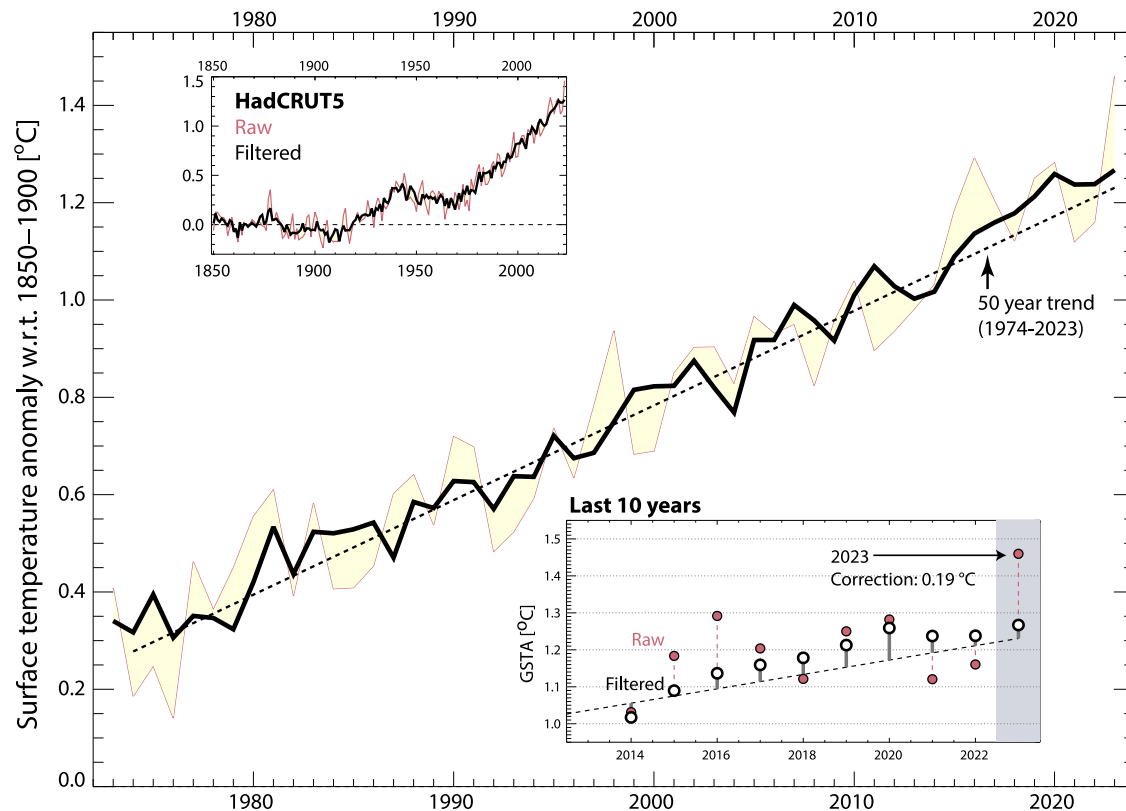 1980 1990 2000 2010 2020
Surface temperature anomaly w.r.t. 1850–1900 [°C]
1.4
1.2
1.0
0.8
0.6
0.4
0.2
0.0
1850 1900 1950 2000
1.5
1.0
0.5
0.0
HadCRUT5
Raw
Filtered
1850 1900 1950 2000
50 year trend
(1974-2023)
Last 10 years
GSTA [°C]
1.5
1.4
1.3
1.2
1.1
1.0
2023
Correction: 0.19 °C
Raw
Filtered
2014 2016 2018 2020 2022
1980 1990 2000 2010 2020